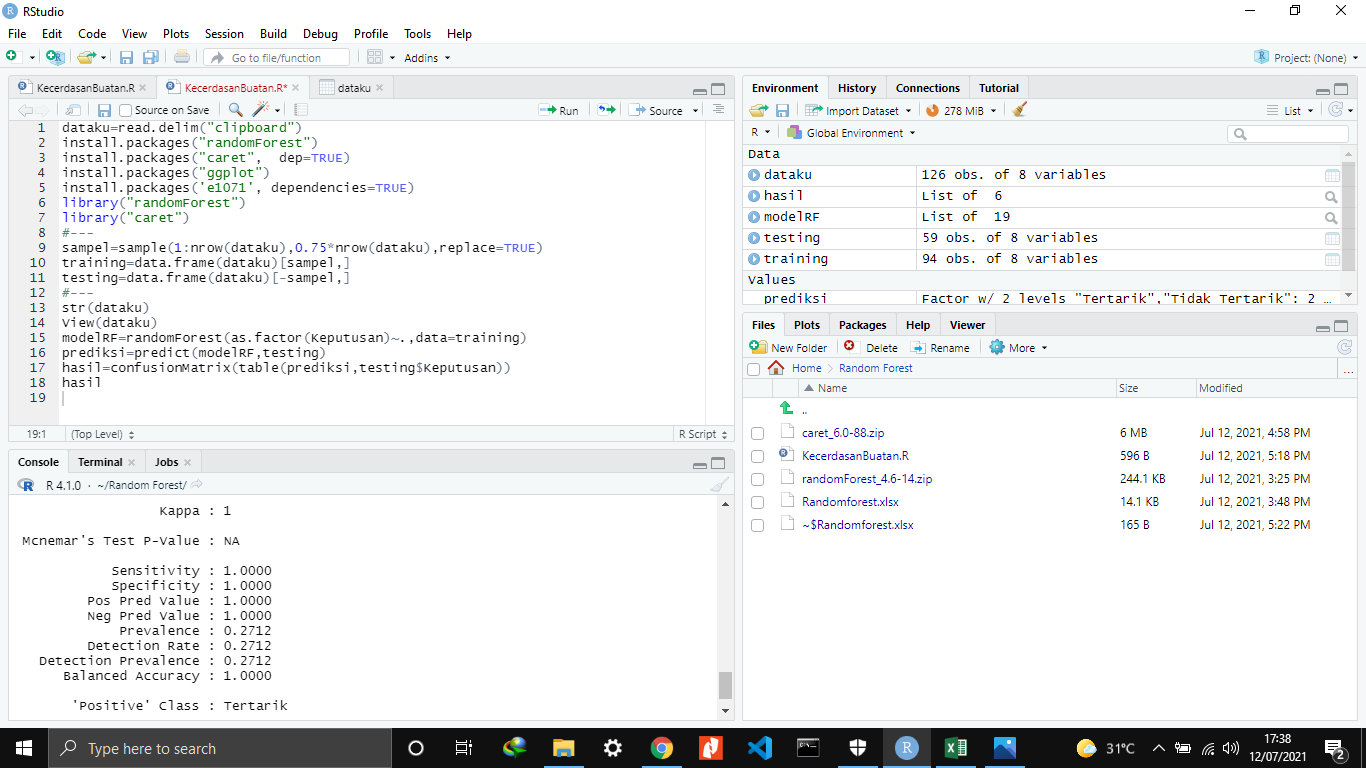 RStudio
File Edit Code View Plots Session Build Debug Profile Tools Help
Go to file/function Addins Project: (None)
KecerdasanBuatan.R KecerdasanBuatan.R* dataku
Source on Save Run Source
1 dataku=read.delim("clipboard")
2 install.packages("randomForest")
3 install.packages("caret",  dep=TRUE)
4 install.packages("ggplot")
5 install.packages('e1071', dependencies=TRUE)
6 library("randomForest")
7 library("caret")
8 #---
9 sampel=sample(1:nrow(dataku),0.75*nrow(dataku),replace=TRUE)
10 training=data.frame(dataku)[sampel,]
11 testing=data.frame(dataku)[-sampel,]
12 #---
13 str(dataku)
14 View(dataku)
15 modelRF=randomForest(as.factor(Keputusan)~.,data=training)
16 prediksi=predict(modelRF,testing)
17 hasil=confusionMatrix(table(prediksi,testing$Keputusan))
18 hasil
19
19:1 (Top Level) R Script
Console Terminal Jobs
R 4.1.0 · ~/Random Forest/
Kappa : 1
Mcnemar's Test P-Value : NA
Sensitivity : 1.0000
Specificity : 1.0000
Pos Pred Value : 1.0000
Neg Pred Value : 1.0000
Prevalence : 0.2712
Detection Rate : 0.2712
Detection Prevalence : 0.2712
Balanced Accuracy : 1.0000
'Positive' Class : Tertarik
Environment History Connections Tutorial
Import Dataset 278 MiB List
R Global Environment
Data
dataku 126 obs. of 8 variables
hasil List of 6
modelRF List of 19
testing 59 obs. of 8 variables
training 94 obs. of 8 variables
Values
prediksi Factor w/ 2 levels "Tertarik","Tidak Tertarik": 2 …
Files Plots Packages Help Viewer
New Folder Delete Rename More
Home Random Forest ...
Name Size Modified
..
caret_6.0-88.zip 6 MB Jul 12, 2021, 4:58 PM
KecerdasanBuatan.R 596 B Jul 12, 2021, 5:18 PM
randomForest_4.6-14.zip 244.1 KB Jul 12, 2021, 3:25 PM
Randomforest.xlsx 14.1 KB Jul 12, 2021, 3:48 PM
~$Randomforest.xlsx 165 B Jul 12, 2021, 5:22 PM
Type here to search
31°C
17:38
12/07/2021
2